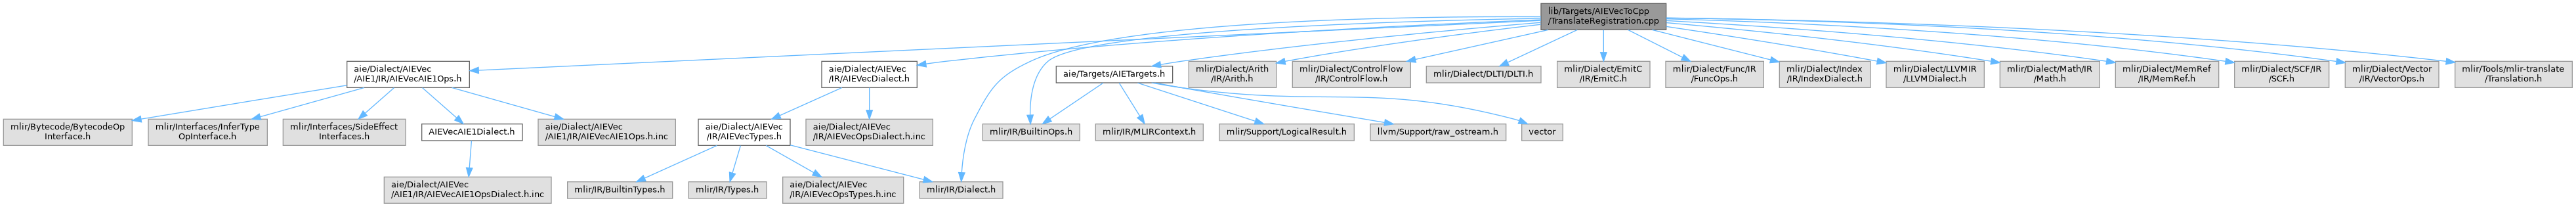 lib/Targets/AIEVecToCpp
/TranslateRegistration.cpp
aie/Dialect/AIEVec
/AIE1/IR/AIEVecAIE1Ops.h
aie/Dialect/AIEVec
/IR/AIEVecDialect.h
aie/Targets/AIETargets.h
mlir/Dialect/Arith
/IR/Arith.h
mlir/Dialect/ControlFlow
/IR/ControlFlow.h
mlir/Dialect/DLTI/DLTI.h
mlir/Dialect/EmitC
/IR/EmitC.h
mlir/Dialect/Func/IR
/FuncOps.h
mlir/Dialect/Index
/IR/IndexDialect.h
mlir/Dialect/LLVMIR
/LLVMDialect.h
mlir/Dialect/Math/IR
/Math.h
mlir/Dialect/MemRef
/IR/MemRef.h
mlir/Dialect/SCF/IR
/SCF.h
mlir/Dialect/Vector
/IR/VectorOps.h
mlir/Tools/mlir-translate
/Translation.h
mlir/Bytecode/BytecodeOp
Interface.h
mlir/Interfaces/InferType
OpInterface.h
mlir/Interfaces/SideEffect
Interfaces.h
AIEVecAIE1Dialect.h
aie/Dialect/AIEVec
/AIE1/IR/AIEVecAIE1Ops.h.inc
aie/Dialect/AIEVec
/IR/AIEVecTypes.h
aie/Dialect/AIEVec
/IR/AIEVecOpsDialect.h.inc
mlir/IR/BuiltinOps.h
mlir/IR/MLIRContext.h
mlir/Support/LogicalResult.h
llvm/Support/raw_ostream.h
vector
aie/Dialect/AIEVec
/AIE1/IR/AIEVecAIE1OpsDialect.h.inc
mlir/IR/BuiltinTypes.h
mlir/IR/Types.h
aie/Dialect/AIEVec
/IR/AIEVecOpsTypes.h.inc
mlir/IR/Dialect.h